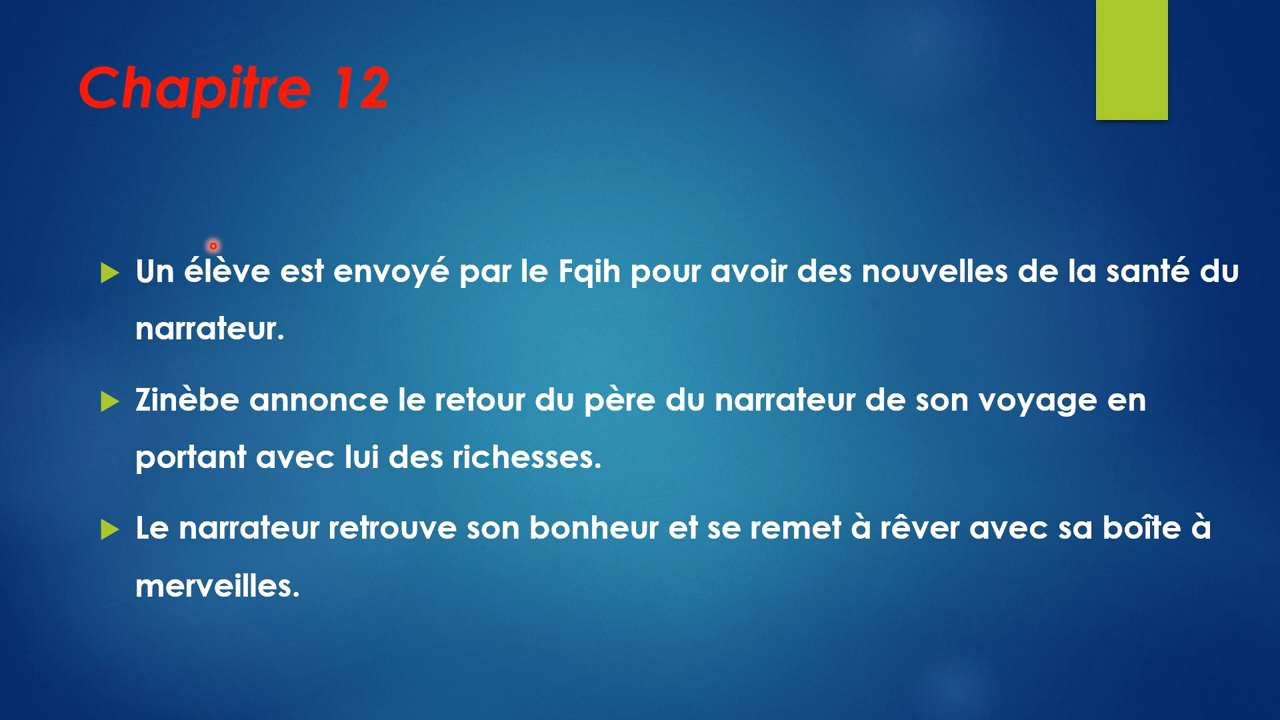 Chapitre 12
Un élève est envoyé par le Fqih pour avoir des nouvelles de la santé du
narrateur.
Zinèbe annonce le retour du père du narrateur de son voyage en
portant avec lui des richesses.
Le narrateur retrouve son bonheur et se remet à rêver avec sa boîte à
merveilles.